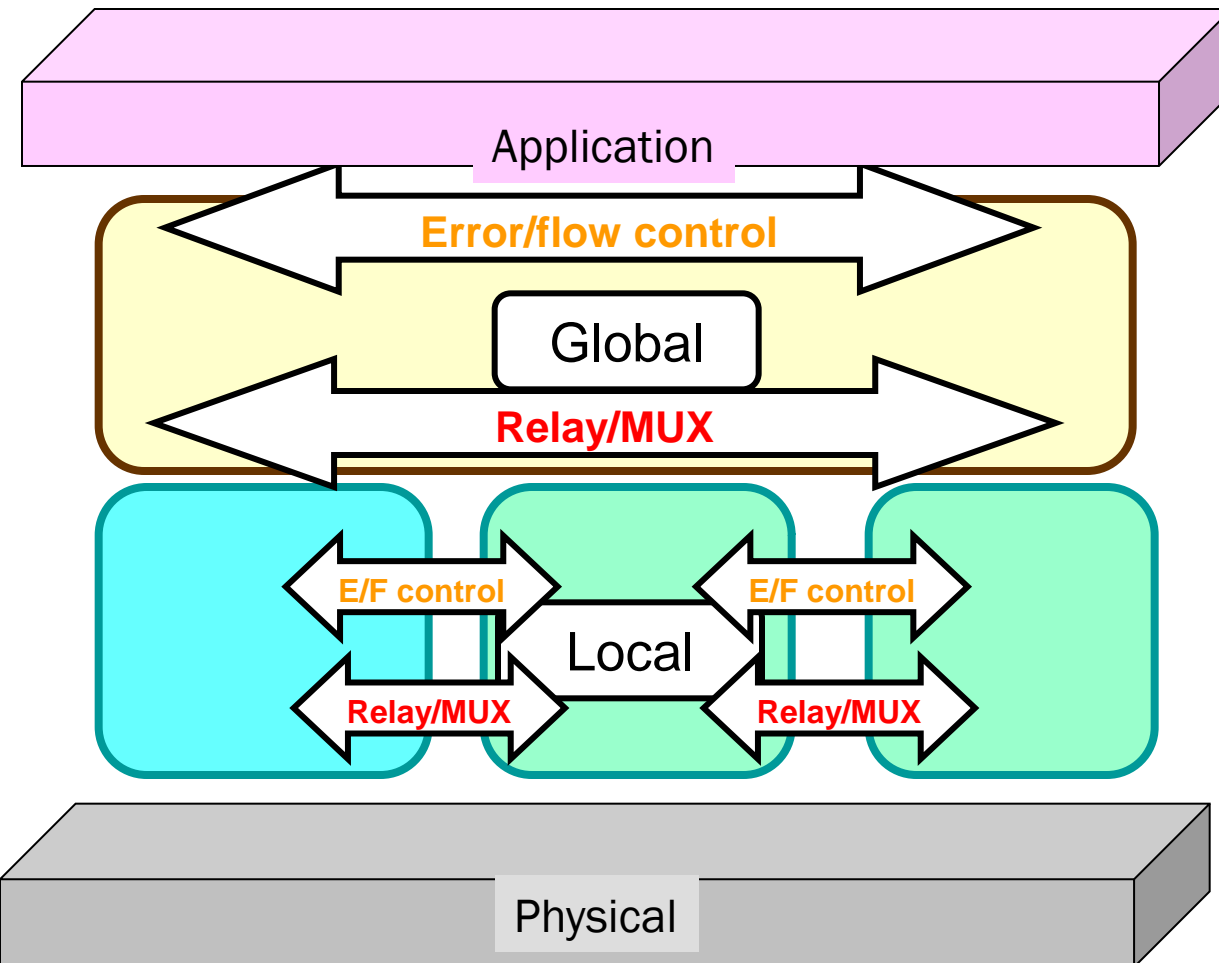 Application
Error/flow control
Global
Relay/MUX
E/F control
E/F control
Local
Relay/MUX
Relay/MUX
Physical